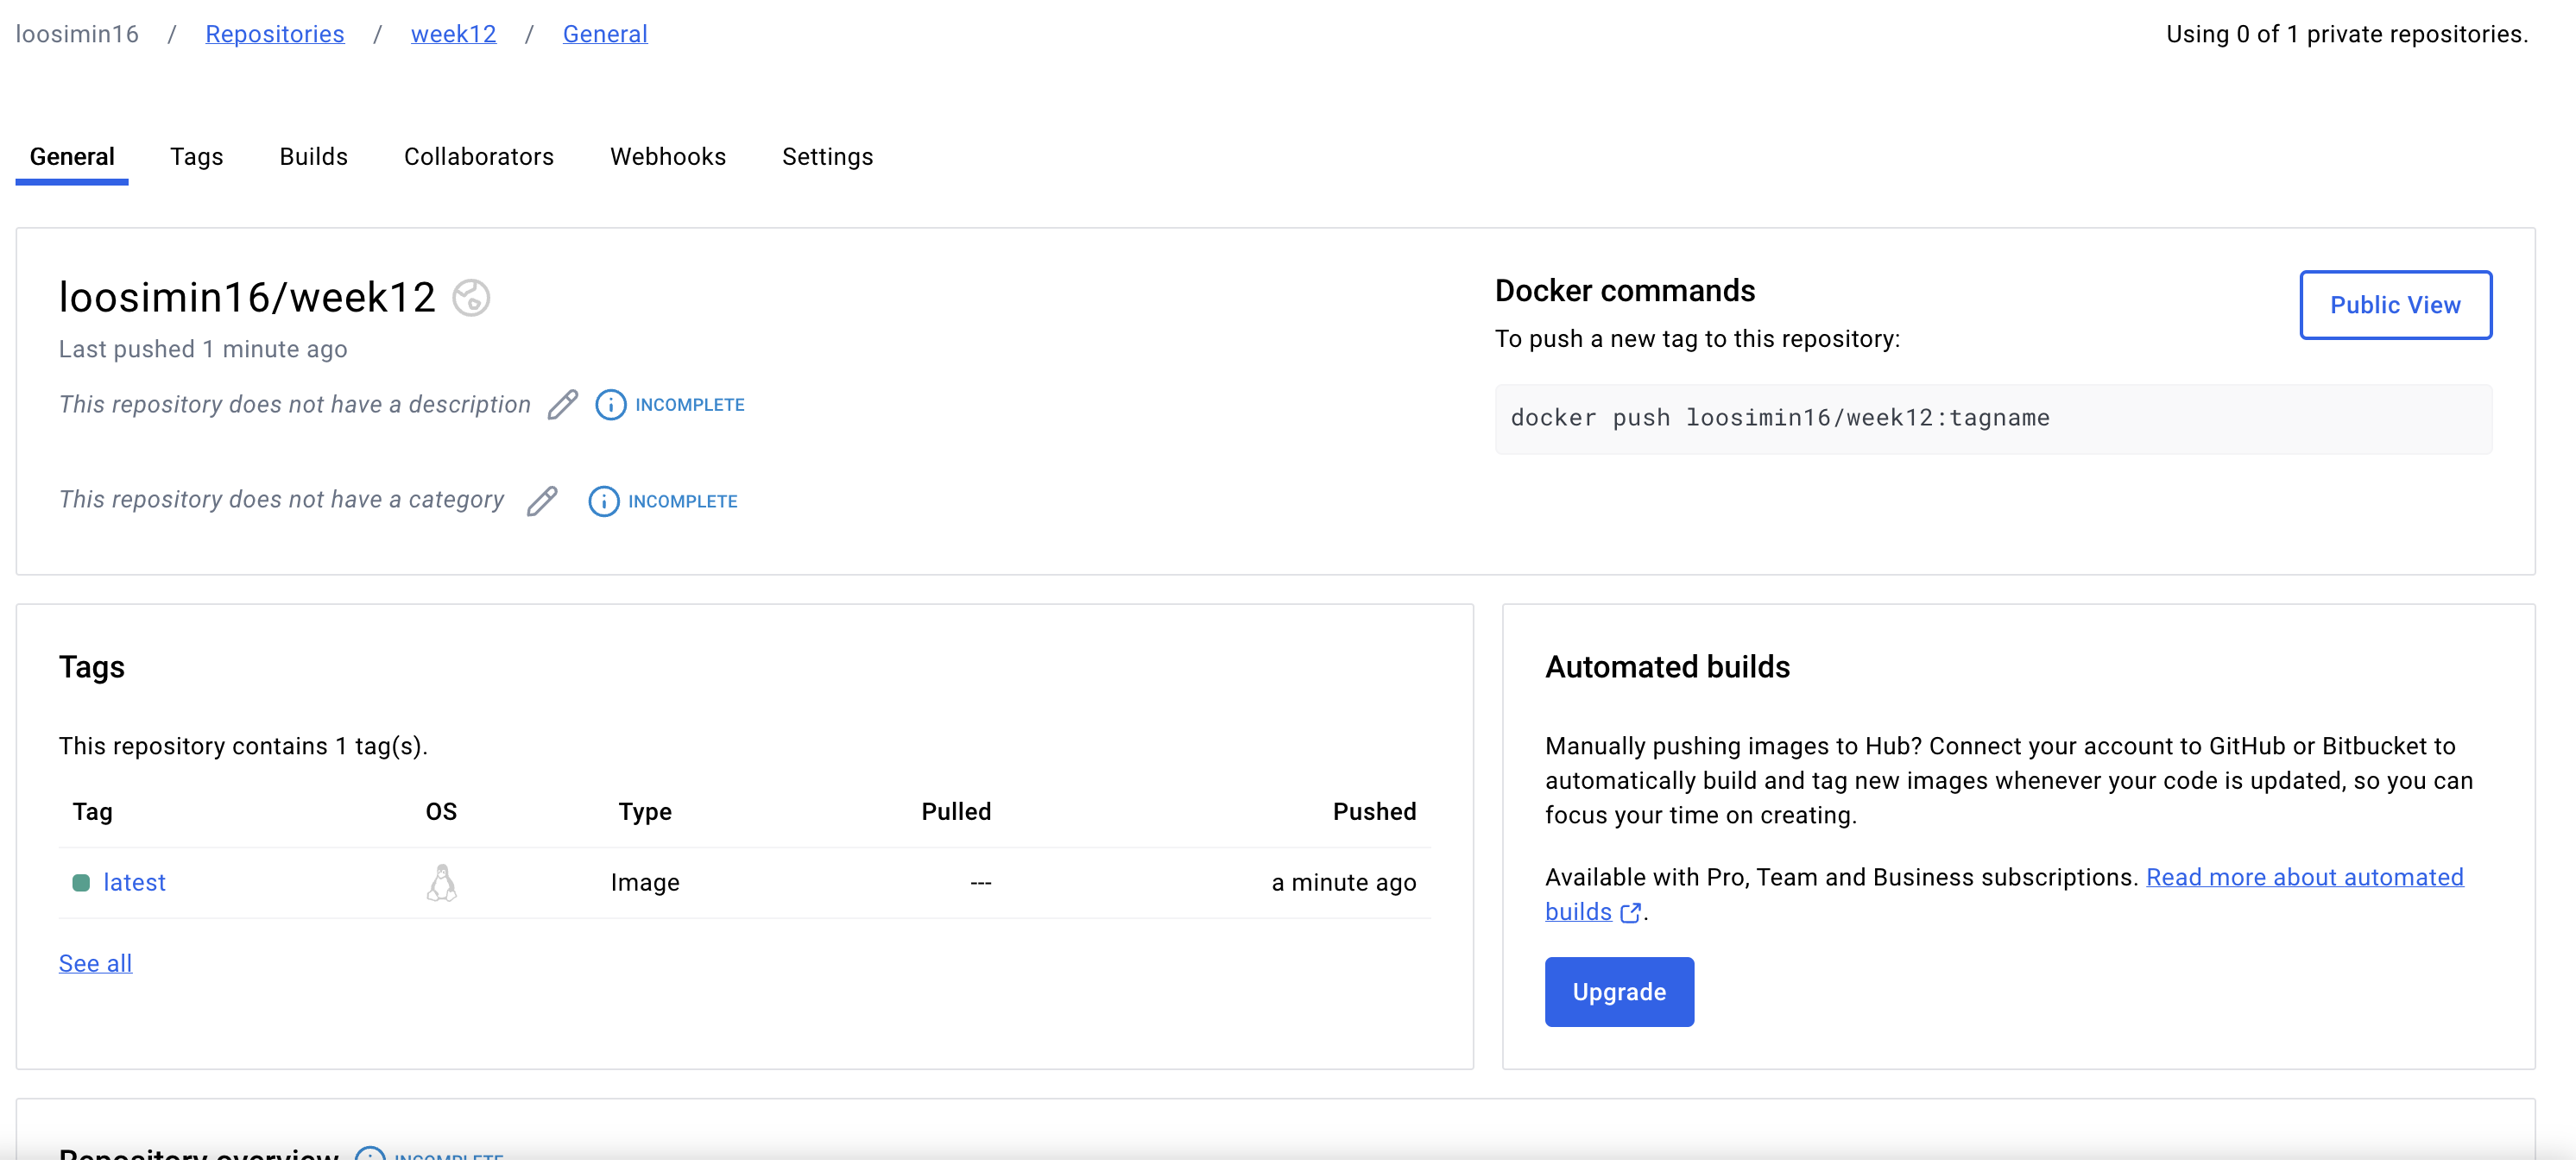 loosimin16 / Repositories / week12 / General
Using 0 of 1 private repositories.
General Tags Builds Collaborators Webhooks Settings
loosimin16/week12
Last pushed 1 minute ago
This repository does not have a description INCOMPLETE
This repository does not have a category INCOMPLETE
Docker commands
To push a new tag to this repository:
Public View
docker push loosimin16/week12:tagname
Tags
This repository contains 1 tag(s).
Tag OS Type Pulled Pushed
latest Image --- a minute ago
See all
Automated builds
Manually pushing images to Hub? Connect your account to GitHub or Bitbucket to
automatically build and tag new images whenever your code is updated, so you can
focus your time on creating.
Available with Pro, Team and Business subscriptions. Read more about automated
builds .
Upgrade
Repository overview INCOMPLETE